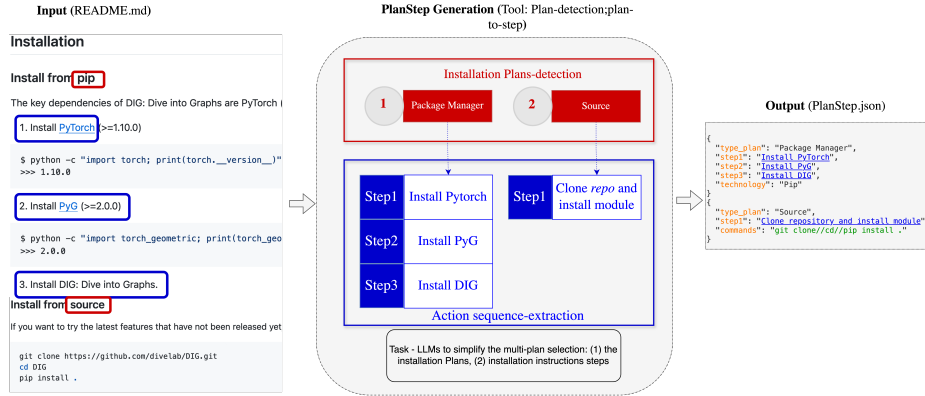 Input (README.md)
Installation
Install from pip
The key dependencies of DIG: Dive into Graphs are PyTorch (
1. Install PyTorch (>=1.10.0)
$ python -c "import torch; print(torch.__version__)"
>>> 1.10.0
2. Install PyG (>=2.0.0)
$ python -c "import torch_geometric; print(torch_geo
>>> 2.0.0
3. Install DIG: Dive into Graphs.
Install from source
If you want to try the latest features that have not been released yet
git clone https://github.com/divelab/DIG.git
cd DIG
pip install .
PlanStep Generation (Tool: Plan-detection;plan-
to-step)
Installation Plans-detection
1 Package Manager
2 Source
Step1 Install Pytorch
Step2 Install PyG
Step3 Install DIG
Step1 Clone repo and
install module
Action sequence-extraction
Task - LLMs to simplify the multi-plan selection: (1) the
installation Plans, (2) installation instructions steps
Output (PlanStep.json)
{
"type_plan": "Package Manager",
"step1": "Install PyTorch",
"step2": "Install PyG",
"step3": "Install DIG",
"technology": "Pip"
}
{
"type_plan": "Source",
"step1": "Clone repository and install module"
"commands": "git clone//cd//pip install ."
}